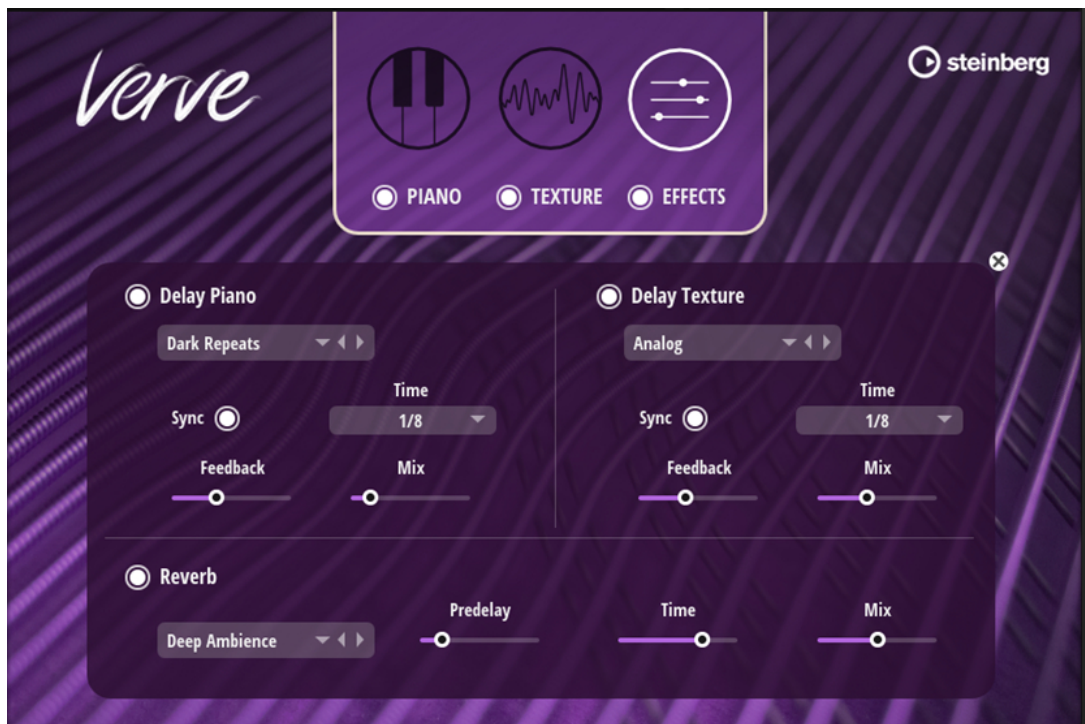 Verve
steinberg
PIANO TEXTURE EFFECTS
Delay Piano
Dark Repeats
Time
Sync
1/8
Feedback Mix
Delay Texture
Analog
Time
Sync
1/8
Feedback Mix
Reverb
Deep Ambience
Predelay Time Mix